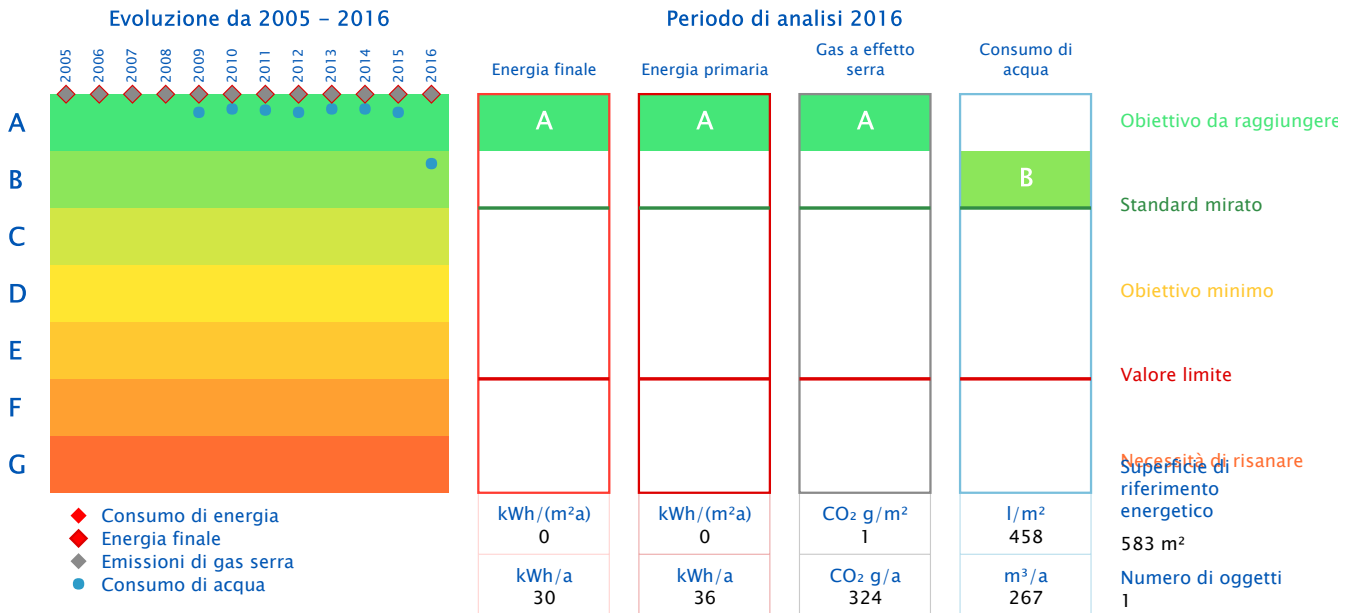 Evoluzione da 2005 – 2016
Periodo di analisi 2016
2005
2006
2007
2008
2009
2010
2011
2012
2013
2014
2015
2016
Energia finale
Energia primaria
Gas a effetto
serra
Consumo di
acqua
A
B
C
D
E
F
G
A
A
A
B
Obiettivo da raggiungere
Standard mirato
Obiettivo minimo
Valore limite
Necessità di risanare
Consumo di energia
Energia finale
Emissioni di gas serra
Consumo di acqua
kWh/(m²a)
0
kWh/a
30
kWh/(m²a)
0
kWh/a
36
CO₂ g/m²
1
CO₂ g/a
324
l/m²
458
m³/a
267
Superficie di
riferimento
energetico
583 m²
Numero di oggetti
1